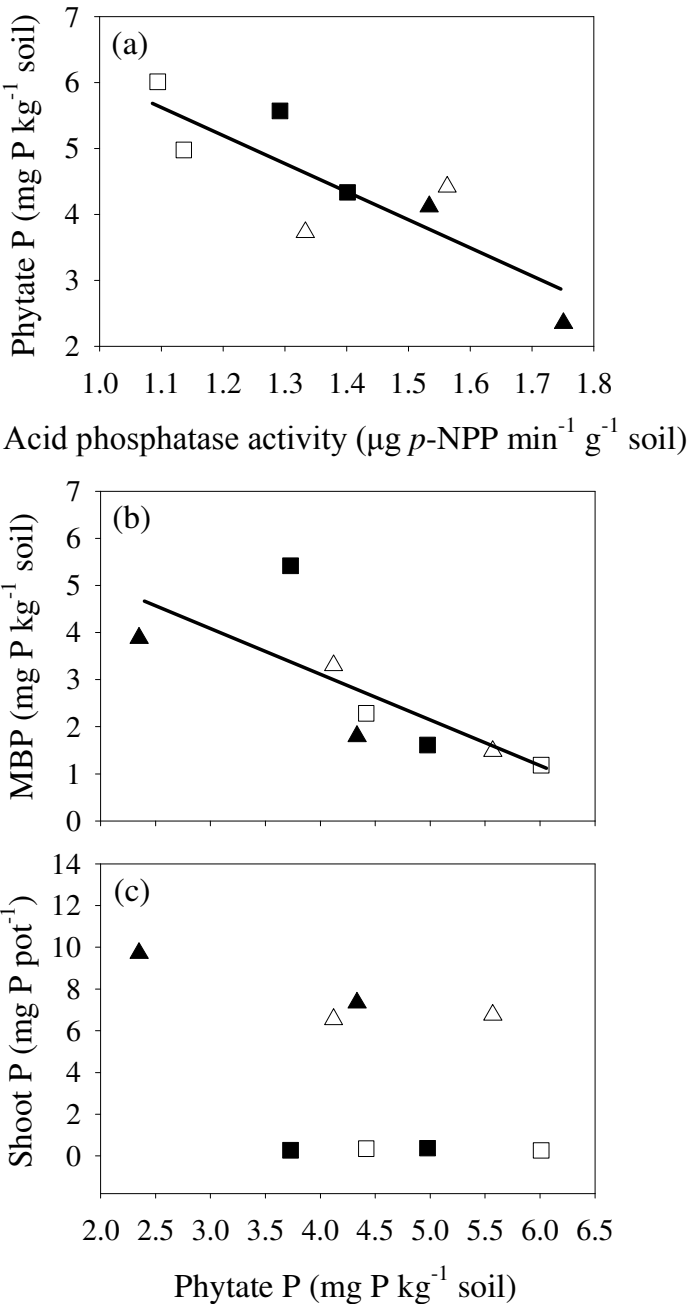 (a)
Phytate P (mg P kg⁻¹ soil)
7
6
5
4
3
2
1.0 1.1 1.2 1.3 1.4 1.5 1.6 1.7 1.8
Acid phosphatase activity (µg p-NPP min⁻¹ g⁻¹ soil)
(b)
MBP (mg P kg⁻¹ soil)
7
6
5
4
3
2
1
0
(c)
Shoot P (mg P pot⁻¹)
14
12
10
8
6
4
2
0
2.0 2.5 3.0 3.5 4.0 4.5 5.0 5.5 6.0 6.5
Phytate P (mg P kg⁻¹ soil)